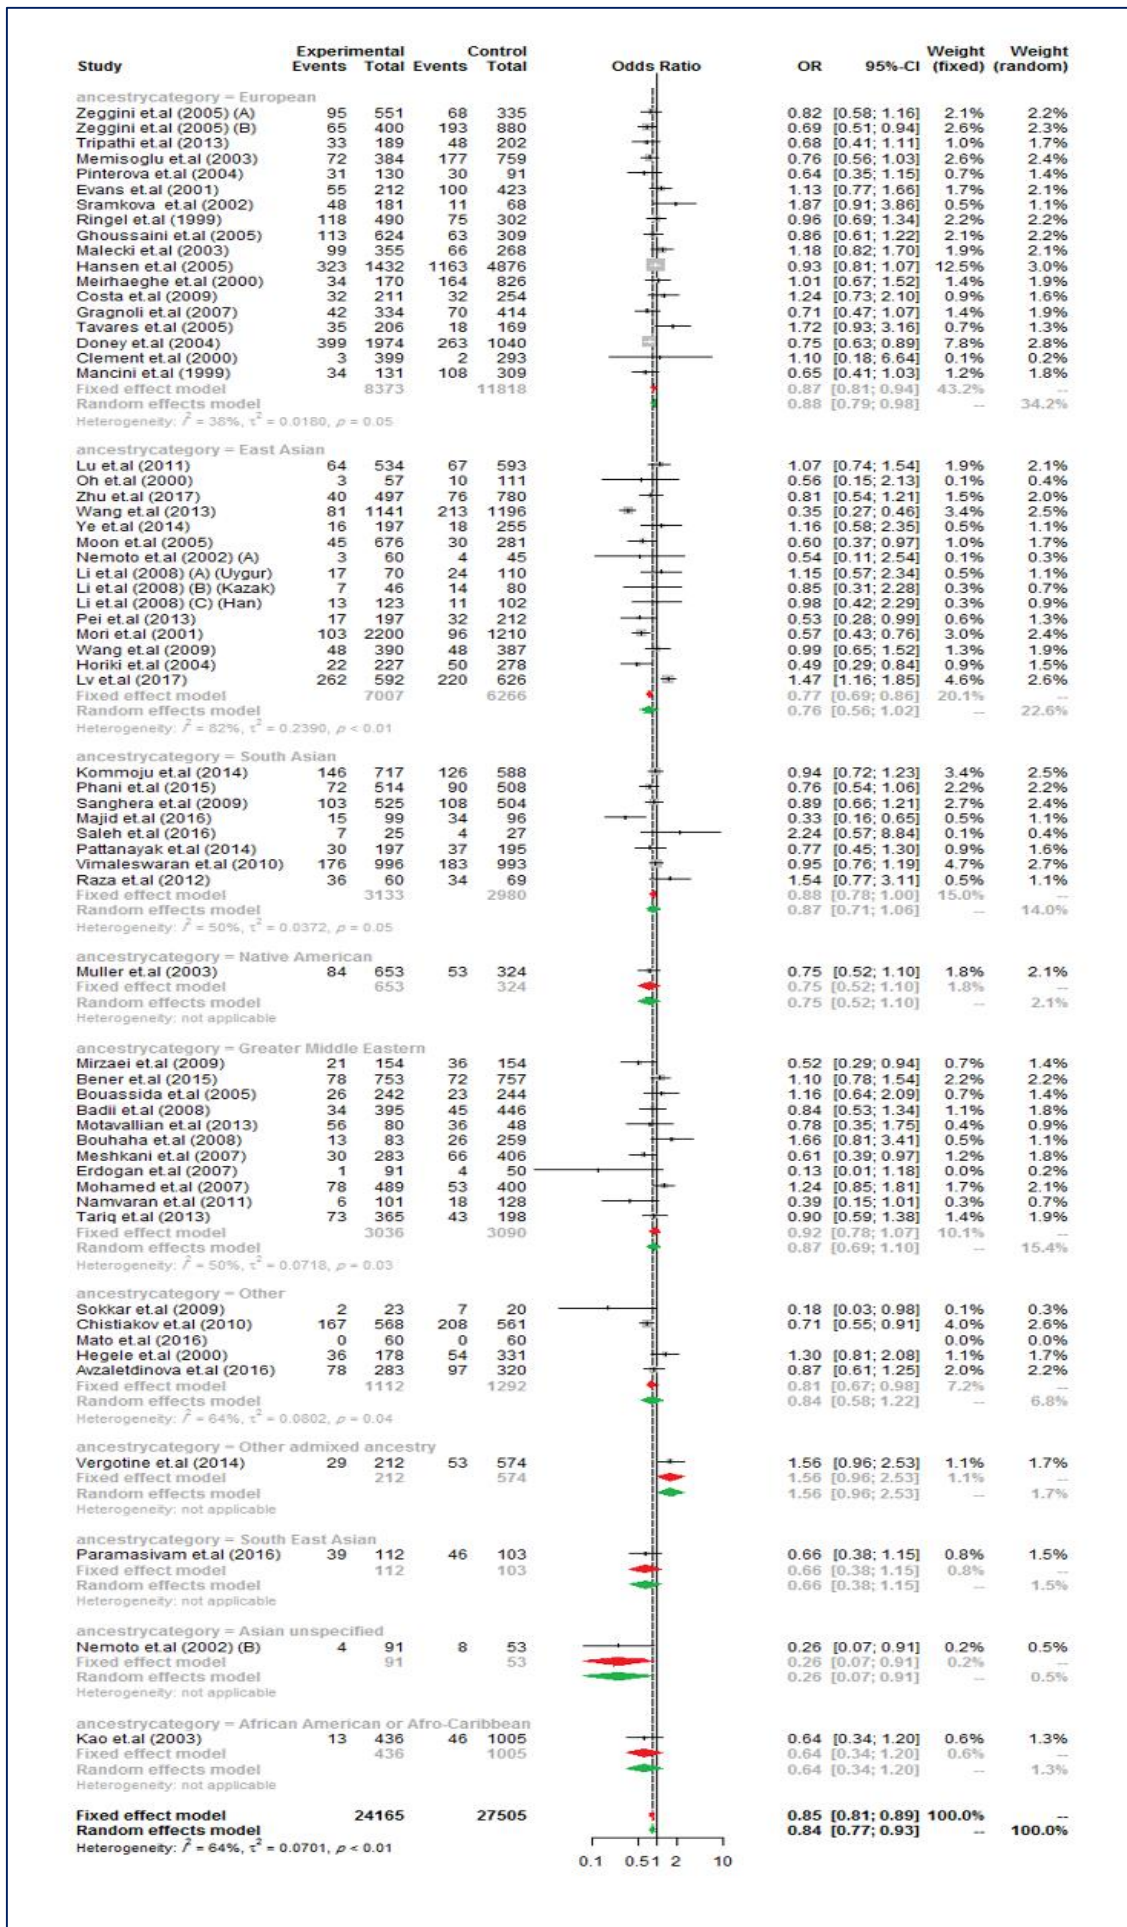 Experimental Control Weight Weight
Study Events Total Events Total Odds Ratio OR 95%-CI (fixed) (random)
ancestrycategory = European
Zeggini et.al (2005) (A) 95 551 68 335 0.82 [0.58; 1.16] 2.1% 2.2%
Zeggini et.al (2005) (B) 65 400 193 880 0.69 [0.51; 0.94] 2.6% 2.3%
Tripathi et.al (2013) 33 189 48 202 0.68 [0.41; 1.11] 1.0% 1.7%
Memisoglu et.al (2003) 72 384 177 759 0.76 [0.56; 1.03] 2.6% 2.4%
Pinterova et.al (2004) 31 130 30 91 0.64 [0.35; 1.15] 0.7% 1.4%
Evans et.al (2001) 55 212 100 423 1.13 [0.77; 1.66] 1.7% 2.1%
Sramkova et.al (2002) 48 181 11 68 1.87 [0.91; 3.86] 0.5% 1.1%
Ringel et.al (1999) 118 490 75 302 0.96 [0.69; 1.34] 2.2% 2.2%
Ghoussaini et.al (2005) 113 624 63 309 0.86 [0.61; 1.22] 2.1% 2.2%
Malecki et.al (2003) 99 355 66 268 1.18 [0.82; 1.70] 1.9% 2.1%
Hansen et.al (2005) 323 1432 1163 4876 0.93 [0.81; 1.07] 12.5% 3.0%
Meirhaeghe et.al (2000) 34 170 164 826 1.01 [0.67; 1.52] 1.4% 1.9%
Costa et.al (2009) 32 211 32 254 1.24 [0.73; 2.10] 0.9% 1.6%
Gragnoli et.al (2007) 42 334 70 414 0.71 [0.47; 1.07] 1.4% 1.9%
Tavares et.al (2005) 35 206 18 169 1.72 [0.93; 3.16] 0.7% 1.3%
Doney et.al (2004) 399 1974 263 1040 0.75 [0.63; 0.89] 7.8% 2.8%
Clement et.al (2000) 3 399 2 293 1.10 [0.18; 6.64] 0.1% 0.2%
Mancini et.al (1999) 34 131 108 309 0.65 [0.41; 1.03] 1.2% 1.8%
Fixed effect model 8373 11818 0.87 [0.81; 0.94] 43.2% --
Random effects model 0.88 [0.79; 0.98] -- 34.2%
Heterogeneity: I² = 38%, τ² = 0.0180, p = 0.05
ancestrycategory = East Asian
Lu et.al (2011) 64 534 67 593 1.07 [0.74; 1.54] 1.9% 2.1%
Oh et.al (2000) 3 57 10 111 0.56 [0.15; 2.13] 0.1% 0.4%
Zhu et.al (2017) 40 497 76 780 0.81 [0.54; 1.21] 1.5% 2.0%
Wang et.al (2013) 81 1141 213 1196 0.35 [0.27; 0.46] 3.4% 2.5%
Ye et.al (2014) 16 197 18 255 1.16 [0.58; 2.35] 0.5% 1.1%
Moon et.al (2005) 45 676 30 281 0.60 [0.37; 0.97] 1.0% 1.7%
Nemoto et.al (2002) (A) 3 60 4 45 0.54 [0.11; 2.54] 0.1% 0.3%
Li et.al (2008) (A) (Uygur) 17 70 24 110 1.15 [0.57; 2.34] 0.5% 1.1%
Li et.al (2008) (B) (Kazak) 7 46 14 80 0.85 [0.31; 2.28] 0.3% 0.7%
Li et.al (2008) (C) (Han) 13 123 11 102 0.98 [0.42; 2.29] 0.3% 0.9%
Pei et.al (2013) 17 197 32 212 0.53 [0.28; 0.99] 0.6% 1.3%
Mori et.al (2001) 103 2200 96 1210 0.57 [0.43; 0.76] 3.0% 2.4%
Wang et.al (2009) 48 390 48 387 0.99 [0.65; 1.52] 1.3% 1.9%
Horiki et.al (2004) 22 227 50 278 0.49 [0.29; 0.84] 0.9% 1.5%
Lv et.al (2017) 262 592 220 626 1.47 [1.16; 1.85] 4.6% 2.6%
Fixed effect model 7007 6266 0.77 [0.69; 0.86] 20.1% --
Random effects model 0.76 [0.56; 1.02] -- 22.6%
Heterogeneity: I² = 82%, τ² = 0.2390, p < 0.01
ancestrycategory = South Asian
Kommoju et.al (2014) 146 717 126 588 0.94 [0.72; 1.23] 3.4% 2.5%
Phani et.al (2015) 72 514 90 508 0.76 [0.54; 1.06] 2.2% 2.2%
Sanghera et.al (2009) 103 525 108 504 0.89 [0.66; 1.21] 2.7% 2.4%
Majid et.al (2016) 15 99 34 96 0.33 [0.16; 0.65] 0.5% 1.1%
Saleh et.al (2016) 7 25 4 27 2.24 [0.57; 8.84] 0.1% 0.4%
Pattanayak et.al (2014) 30 197 37 195 0.77 [0.45; 1.30] 0.9% 1.6%
Vimaleswaran et.al (2010) 176 996 183 993 0.95 [0.76; 1.19] 4.7% 2.7%
Raza et.al (2012) 36 60 34 69 1.54 [0.77; 3.11] 0.5% 1.1%
Fixed effect model 3133 2980 0.88 [0.78; 1.00] 15.0% --
Random effects model 0.87 [0.71; 1.06] -- 14.0%
Heterogeneity: I² = 50%, τ² = 0.0372, p = 0.05
ancestrycategory = Native American
Muller et.al (2003) 84 653 53 324 0.75 [0.52; 1.10] 1.8% 2.1%
Fixed effect model 653 324 0.75 [0.52; 1.10] 1.8% --
Random effects model 0.75 [0.52; 1.10] -- 2.1%
Heterogeneity: not applicable
ancestrycategory = Greater Middle Eastern
Mirzaei et.al (2009) 21 154 36 154 0.52 [0.29; 0.94] 0.7% 1.4%
Bener et.al (2015) 78 753 72 757 1.10 [0.78; 1.54] 2.2% 2.2%
Bouassida et.al (2005) 26 242 23 244 1.16 [0.64; 2.09] 0.7% 1.4%
Badii et.al (2008) 34 395 45 446 0.84 [0.53; 1.34] 1.1% 1.8%
Motavallian et.al (2013) 56 80 36 48 0.78 [0.35; 1.75] 0.4% 0.9%
Bouhaha et.al (2008) 13 83 26 259 1.66 [0.81; 3.41] 0.5% 1.1%
Meshkani et.al (2007) 30 283 66 406 0.61 [0.39; 0.97] 1.2% 1.8%
Erdogan et.al (2007) 1 91 4 50 0.13 [0.01; 1.18] 0.0% 0.2%
Mohamed et.al (2007) 78 489 53 400 1.24 [0.85; 1.81] 1.7% 2.1%
Namvaran et.al (2011) 6 101 18 128 0.39 [0.15; 1.01] 0.3% 0.7%
Tariq et.al (2013) 73 365 43 198 0.90 [0.59; 1.38] 1.4% 1.9%
Fixed effect model 3036 3090 0.92 [0.78; 1.07] 10.1% --
Random effects model 0.87 [0.69; 1.10] -- 15.4%
Heterogeneity: I² = 50%, τ² = 0.0718, p = 0.03
ancestrycategory = Other
Sokkar et.al (2009) 2 23 7 20 0.18 [0.03; 0.98] 0.1% 0.3%
Chistiakov et.al (2010) 167 568 208 561 0.71 [0.55; 0.91] 4.0% 2.6%
Mato et.al (2016) 0 60 0 60 0.0% 0.0%
Hegele et.al (2000) 36 178 54 331 1.30 [0.81; 2.08] 1.1% 1.7%
Avzaletdinova et.al (2016) 78 283 97 320 0.87 [0.61; 1.25] 2.0% 2.2%
Fixed effect model 1112 1292 0.81 [0.67; 0.98] 7.2% --
Random effects model 0.84 [0.58; 1.22] -- 6.8%
Heterogeneity: I² = 64%, τ² = 0.0802, p = 0.04
ancestrycategory = Other admixed ancestry
Vergotine et.al (2014) 29 212 53 574 1.56 [0.96; 2.53] 1.1% 1.7%
Fixed effect model 212 574 1.56 [0.96; 2.53] 1.1% --
Random effects model 1.56 [0.96; 2.53] -- 1.7%
Heterogeneity: not applicable
ancestrycategory = South East Asian
Paramasivam et.al (2016) 39 112 46 103 0.66 [0.38; 1.15] 0.8% 1.5%
Fixed effect model 112 103 0.66 [0.38; 1.15] 0.8% --
Random effects model 0.66 [0.38; 1.15] -- 1.5%
Heterogeneity: not applicable
ancestrycategory = Asian unspecified
Nemoto et.al (2002) (B) 4 91 8 53 0.26 [0.07; 0.91] 0.2% 0.5%
Fixed effect model 91 53 0.26 [0.07; 0.91] 0.2% --
Random effects model 0.26 [0.07; 0.91] -- 0.5%
Heterogeneity: not applicable
ancestrycategory = African American or Afro-Caribbean
Kao et.al (2003) 13 436 46 1005 0.64 [0.34; 1.20] 0.6% 1.3%
Fixed effect model 436 1005 0.64 [0.34; 1.20] 0.6% --
Random effects model 0.64 [0.34; 1.20] -- 1.3%
Heterogeneity: not applicable
Fixed effect model 24165 27505 0.85 [0.81; 0.89] 100.0% --
Random effects model 0.84 [0.77; 0.93] -- 100.0%
Heterogeneity: I² = 64%, τ² = 0.0701, p < 0.01
0.1 0.5 1 2 10